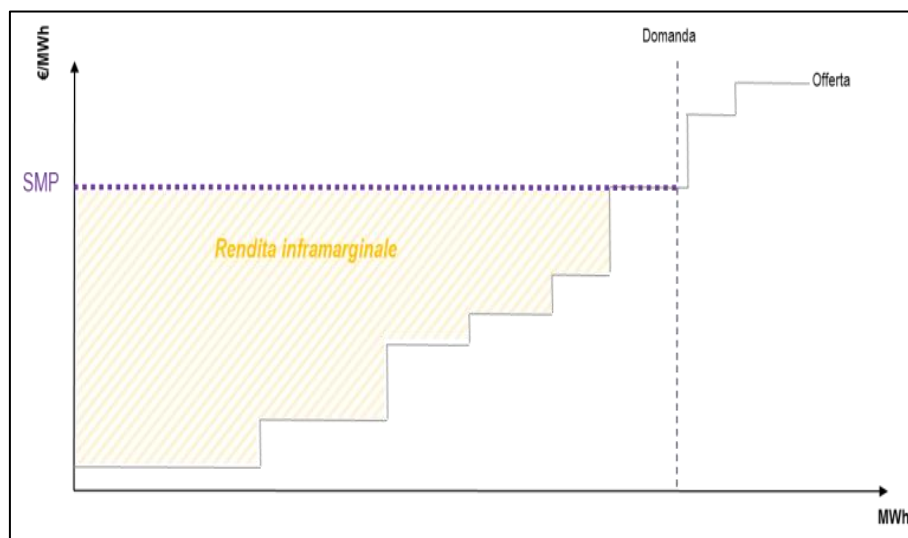 €/MWh
Domanda
Offerta
SMP
Rendita inframarginale
MWh